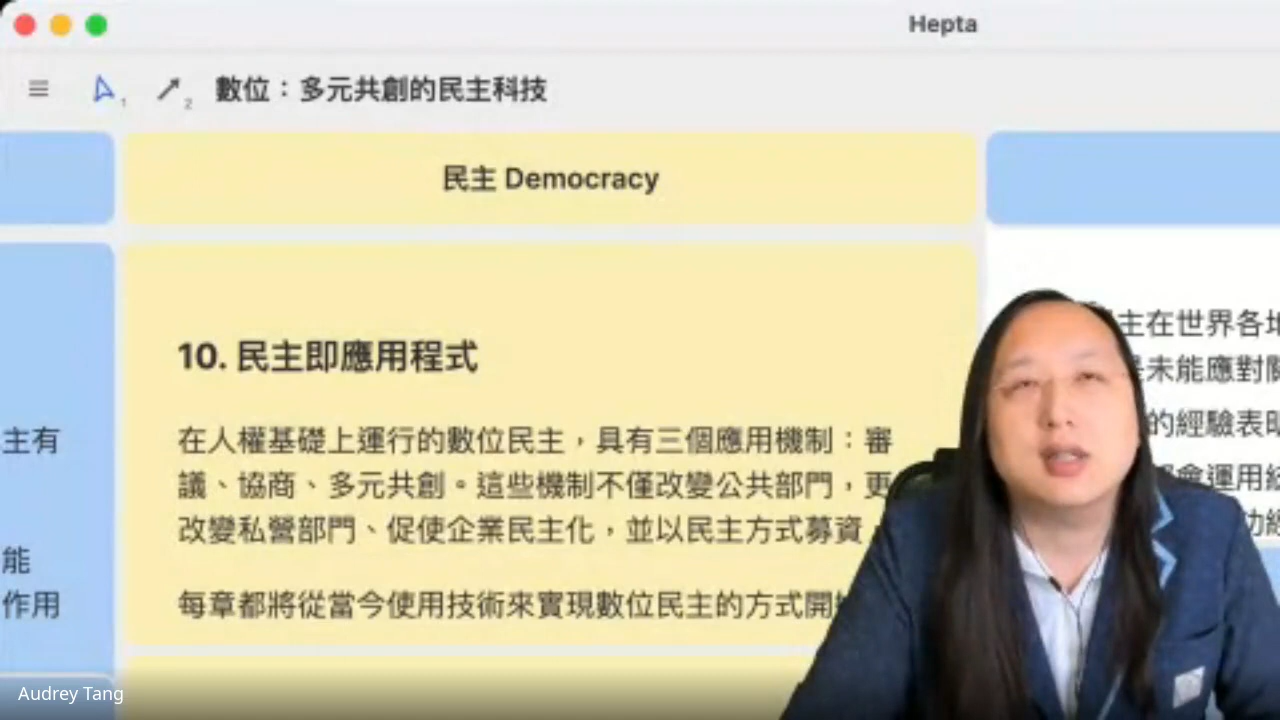 Hepta
1
2
數位：多元共創的民主科技
民主 Democracy
10. 民主即應用程式
在人權基礎上運行的數位民主，具有三個應用機制：審
議、協商、多元共創。這些機制不僅改變公共部門，更
改變私營部門、促使企業民主化，並以民主方式募資
每章都將從當今使用技術來實現數位民主的方式開
主有
能
作用
主在世界各地
未能應對
的經驗表明
會運用
功
Audrey Tang